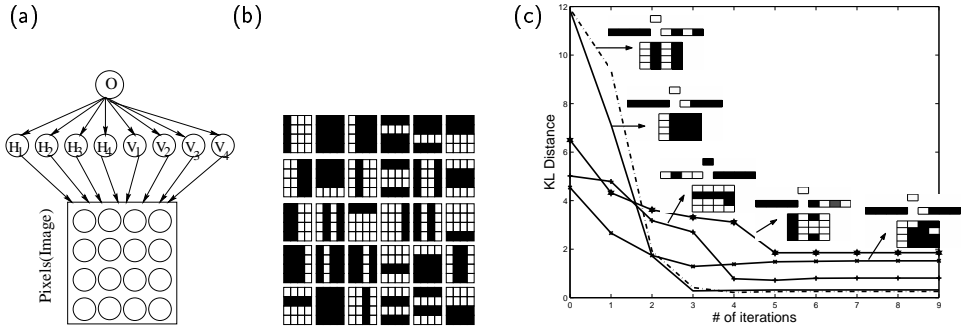 (a)
(b)
(c)
O
H1 H2 H3 H4 V1 V2 V3 V4
Pixels(Image)
KL Distance
12
10
8
6
4
2
0
0 1 2 3 4 5 6 7 8 9
# of iterations